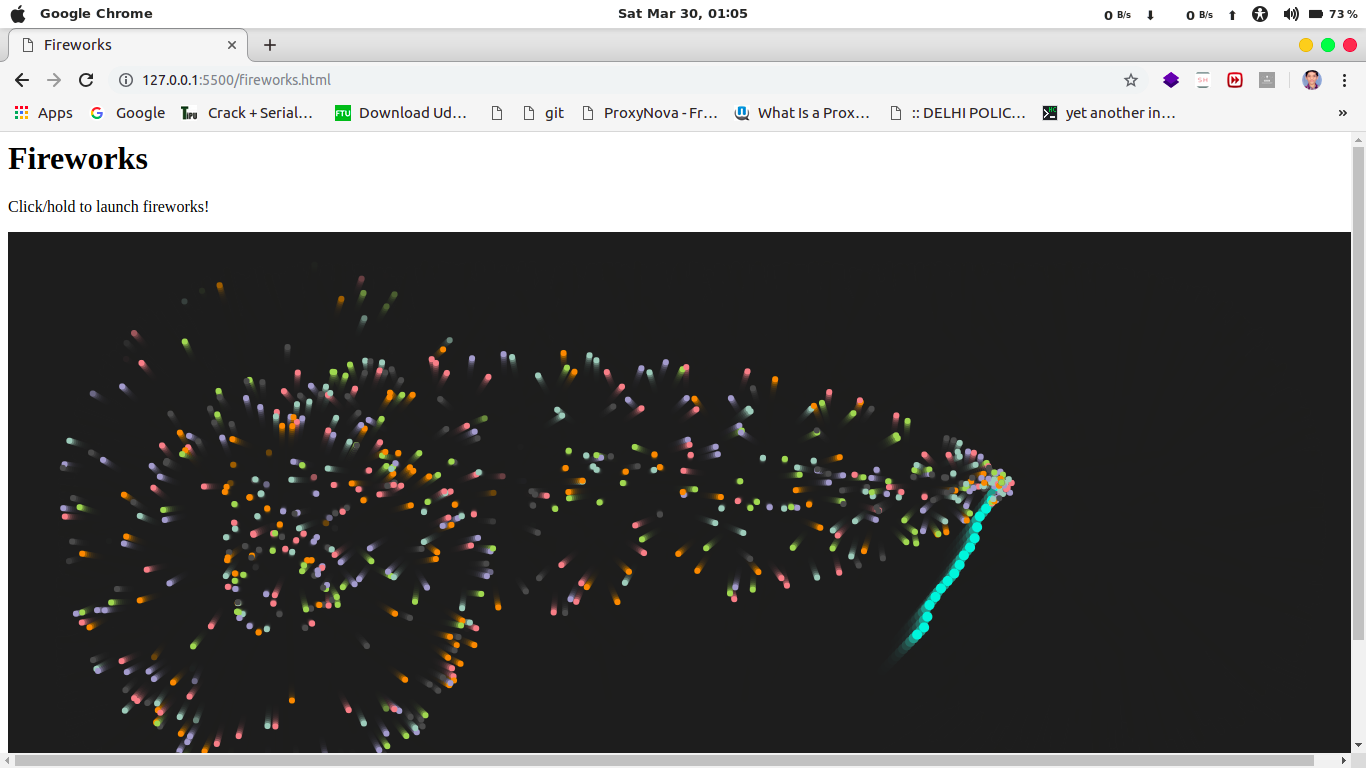 Google Chrome Sat Mar 30, 01:05 0 B/s 0 B/s 73 %
Fireworks
127.0.0.1:5500/fireworks.html
Apps Google Crack + Serial… FTU Download Ud… git ProxyNova - Fr… What Is a Prox… :: DELHI POLIC… yet another in… »
Fireworks
Click/hold to launch fireworks!